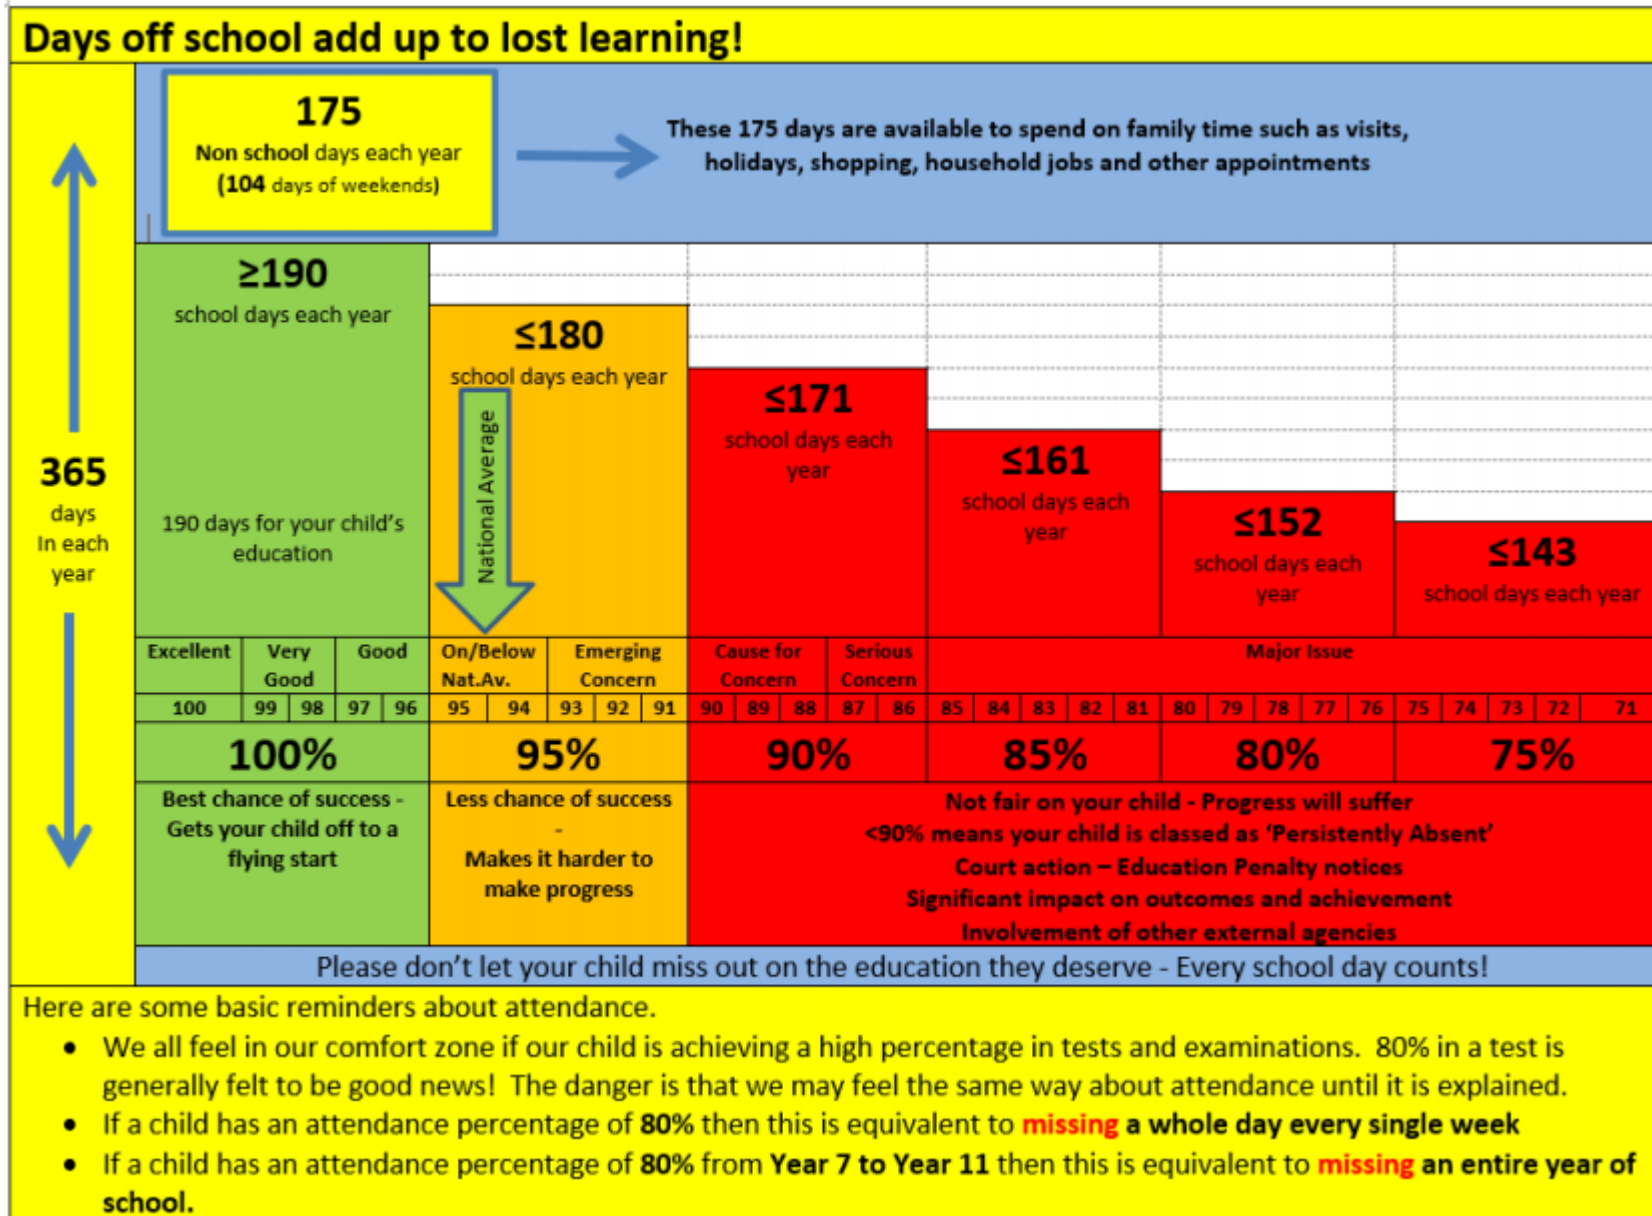 Days off school add up to lost learning!
175
Non school days each year
(104 days of weekends)
These 175 days are available to spend on family time such as visits,
holidays, shopping, household jobs and other appointments
365
days
In each
year
≥190
school days each year
190 days for your child's
education
≤180
school days each year
National Average
≤171
school days each
year
≤161
school days each
year
≤152
school days each
year
≤143
school days each year
Excellent
Very
Good
Good
On/Below
Nat.Av.
Emerging
Concern
Cause for
Concern
Serious
Concern
Major Issue
100 99 98 97 96 95 94 93 92 91 90 89 88 87 86 85 84 83 82 81 80 79 78 77 76 75 74 73 72 71
100% 95% 90% 85% 80% 75%
Best chance of success -
Gets your child off to a
flying start
Less chance of success
-
Makes it harder to
make progress
Not fair on your child - Progress will suffer
<90% means your child is classed as ‘Persistently Absent’
Court action – Education Penalty notices
Significant impact on outcomes and achievement
Involvement of other external agencies
Please don't let your child miss out on the education they deserve - Every school day counts!
Here are some basic reminders about attendance.
• We all feel in our comfort zone if our child is achieving a high percentage in tests and examinations. 80% in a test is
generally felt to be good news! The danger is that we may feel the same way about attendance until it is explained.
• If a child has an attendance percentage of 80% then this is equivalent to missing a whole day every single week
• If a child has an attendance percentage of 80% from Year 7 to Year 11 then this is equivalent to missing an entire year of
school.